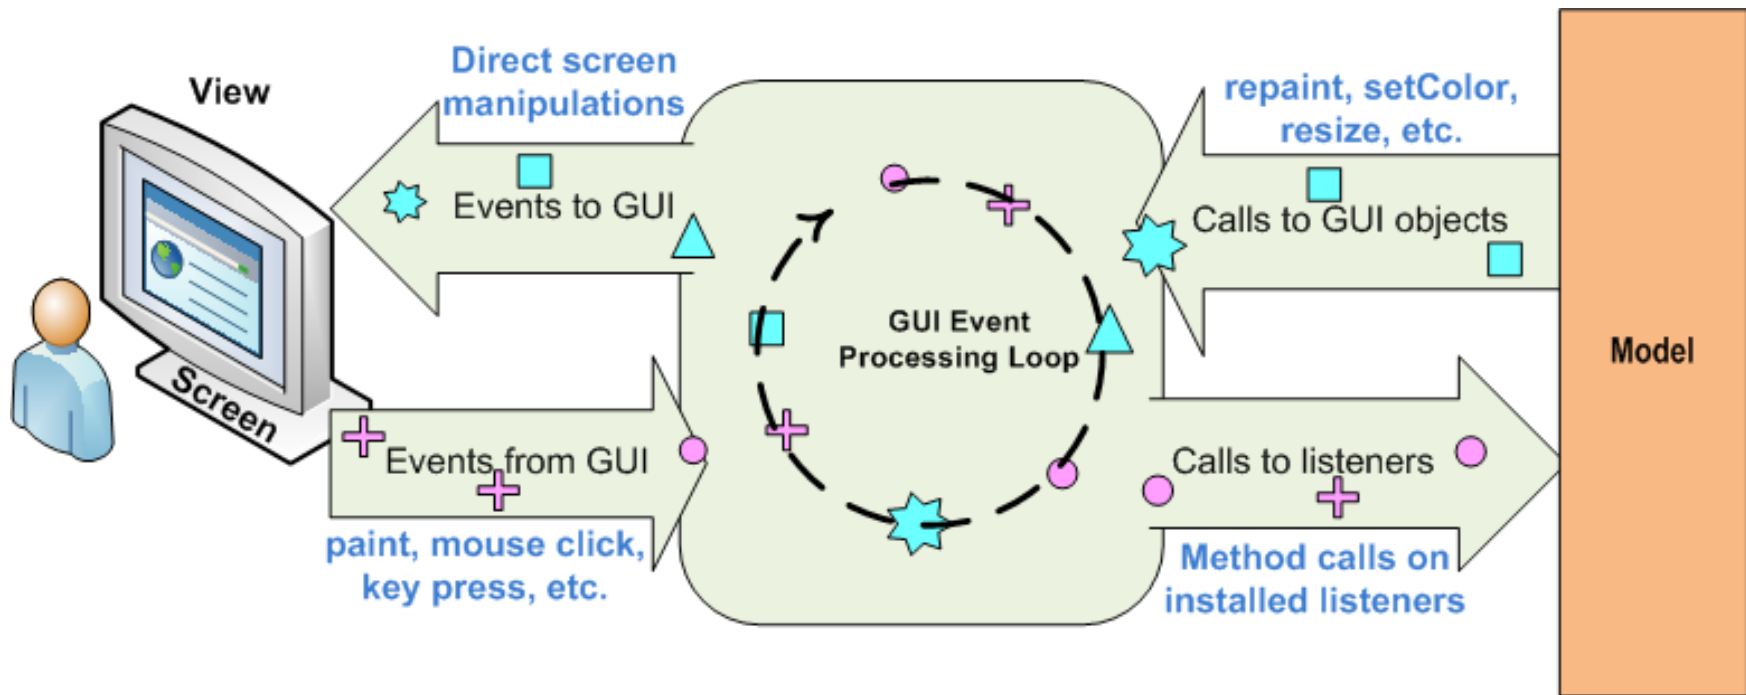 View
Direct screen
manipulations
Events to GUI
repaint, setColor,
resize, etc.
Calls to GUI objects
GUI Event
Processing Loop
Model
Screen
Events from GUI
paint, mouse click,
key press, etc.
Calls to listeners
Method calls on
installed listeners